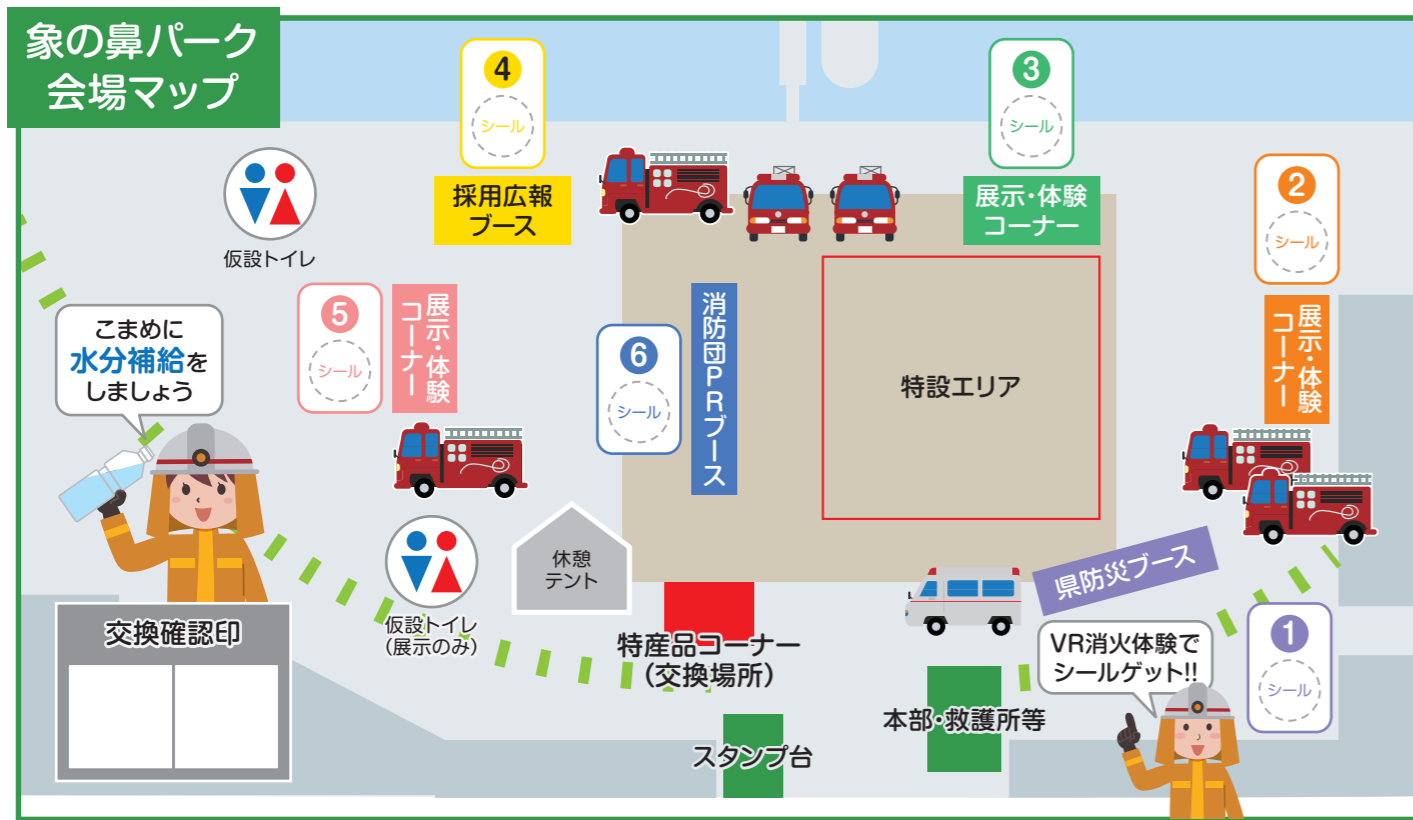 象の鼻パーク
会場マップ
4
シール
採用広報
ブース
3
シール
展示・体験
コーナー
2
シール
展示・体験
コーナー
仮設トイレ
5
シール
展示・体験
コーナー
6
シール
消防団PRブース
特設エリア
こまめに
水分補給を
しましょう
休憩
テント
仮設トイレ
(展示のみ)
県防災ブース
1
シール
VR消火体験で
シールゲット!!
交換確認印
特産品コーナー
(交換場所)
本部・救護所等
スタンプ台